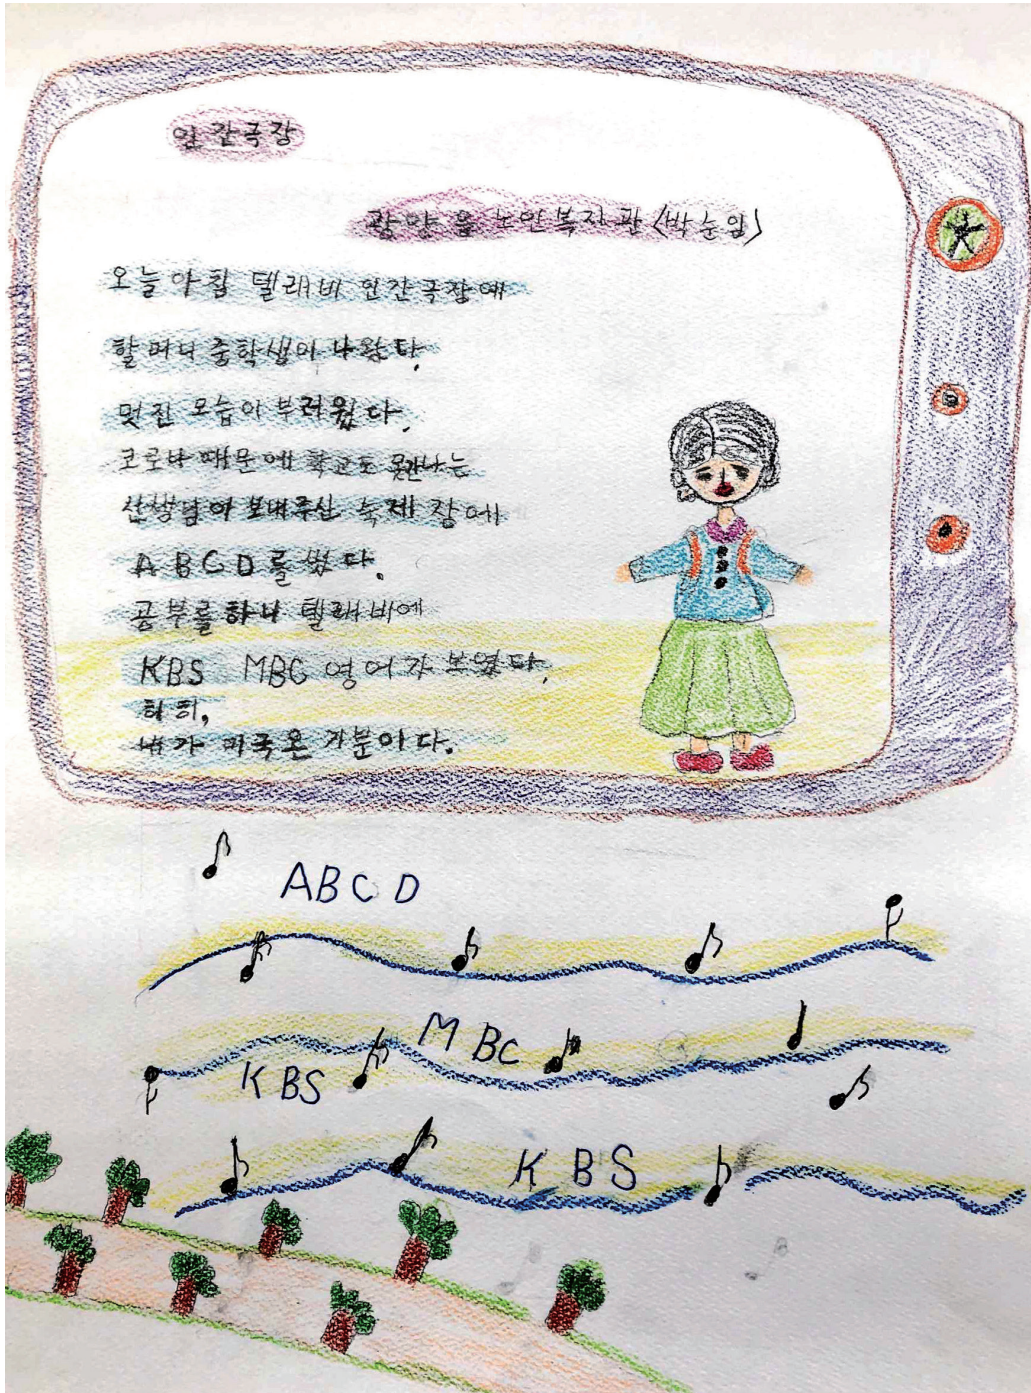 인간극장
광양읍노인복지관<박순임>
오늘 아침 텔래비 인간극장에
할머니중학생이 나왔다.
멋진 모습이 부러웠다.
코로나 때문에 학교도 못간나는
선생님이 보내주신 숙제장에
ABCD를 썼다.
공부를 하니 텔래비에
KBS MBC 영어가 보였다.
히히,
내가 미국온 기분이다.
ABCD
MBC
KBS
KBS